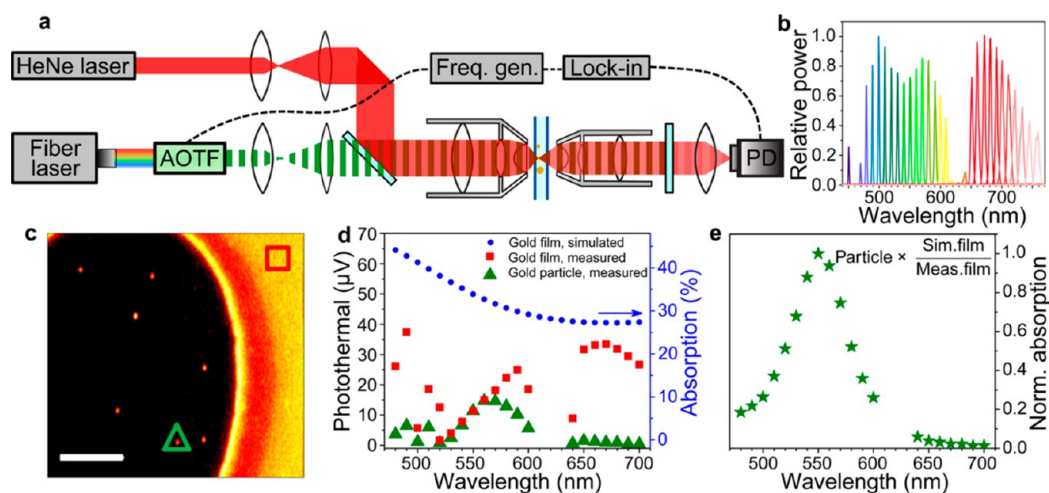 a
HeNe laser
Freq. gen.
Lock-in
Fiber
laser
AOTF
PD
b
Relative power
1.0
0.8
0.6
0.4
0.2
0.0
500
600
700
Wavelength (nm)
c
d
Photothermal (µV)
70
60
50
40
30
20
10
0
Gold film, simulated
Gold film, measured
Gold particle, measured
40
30
20
10
0
Absorption (%)
500
550
600
650
700
Wavelength (nm)
e
Particle × Sim.film
Meas.film
1.0
0.8
0.6
0.4
0.2
0.0
Norm. absorption
500
550
600
650
700
Wavelength (nm)